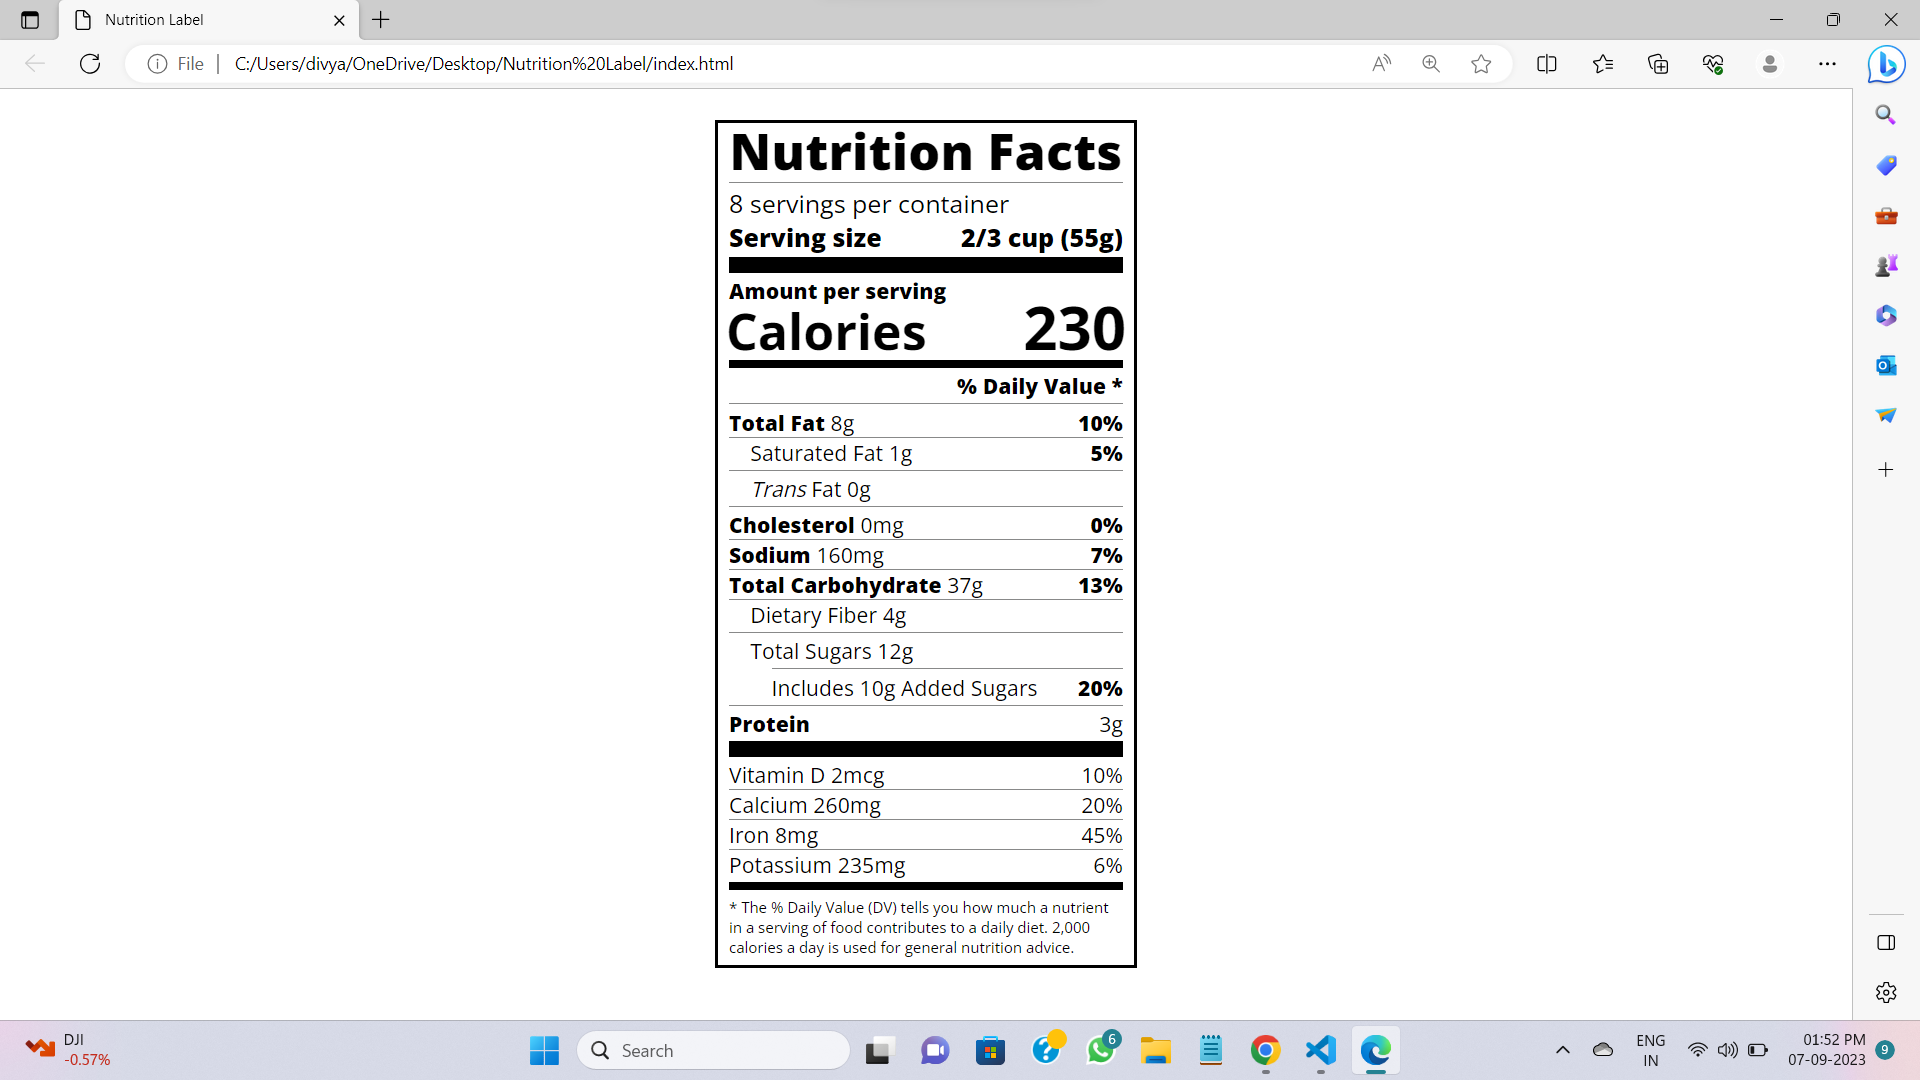 Nutrition Label
File
C:/Users/divya/OneDrive/Desktop/Nutrition%20Label/index.html
Nutrition Facts
8 servings per container
Serving size 2/3 cup (55g)
Amount per serving
Calories 230
% Daily Value *
Total Fat 8g 10%
Saturated Fat 1g 5%
Trans Fat 0g
Cholesterol 0mg 0%
Sodium 160mg 7%
Total Carbohydrate 37g 13%
Dietary Fiber 4g
Total Sugars 12g
Includes 10g Added Sugars 20%
Protein 3g
Vitamin D 2mcg 10%
Calcium 260mg 20%
Iron 8mg 45%
Potassium 235mg 6%
* The % Daily Value (DV) tells you how much a nutrient
in a serving of food contributes to a daily diet. 2,000
calories a day is used for general nutrition advice.
DJI
-0.57%
Search
6
ENG
IN
01:52 PM
07-09-2023
9